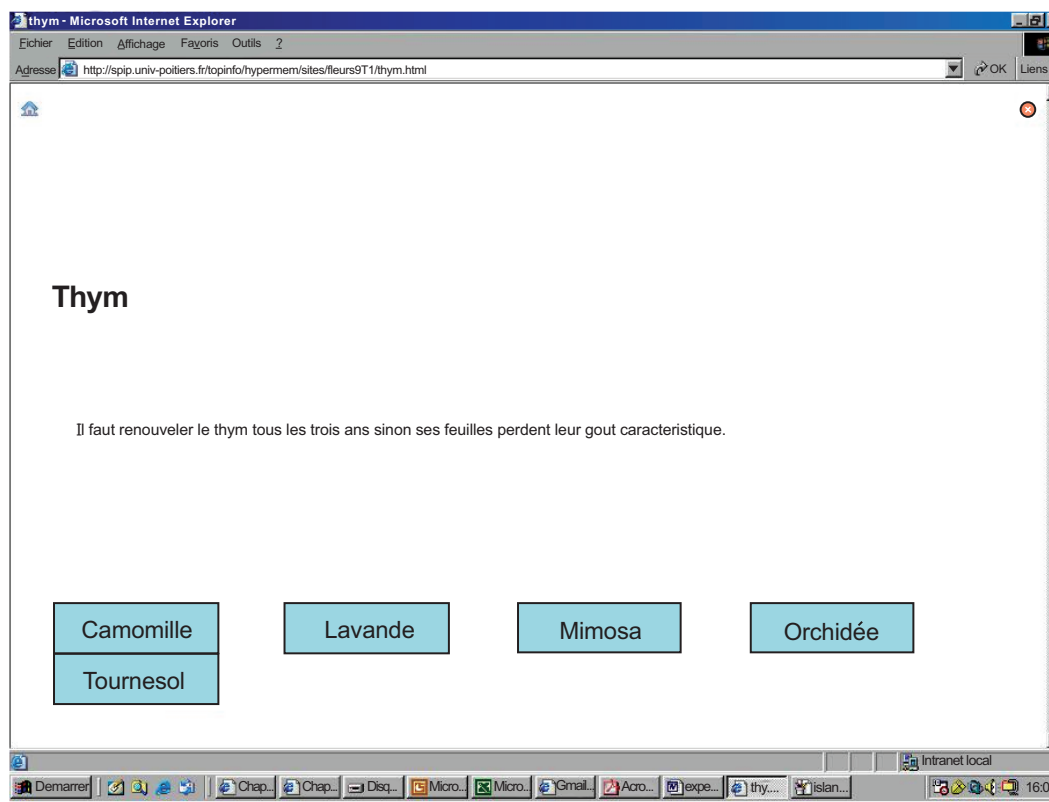 thym - Microsoft Internet Explorer
Fichier Edition Affichage Favoris Outils ?
Adresse http://spip.univ-poitiers.fr/topinfo/hypermem/sites/fleurs9T1/thym.html OK Liens
Thym
Il faut renouveler le thym tous les trois ans sinon ses feuilles perdent leur gout caracteristique.
Camomille Lavande Mimosa Orchidée
Tournesol
Intranet local
Demarrer Chap... Chap... Disq... Micro... Micro... Gmail... Acro... expe... thy.... islan... 16:0